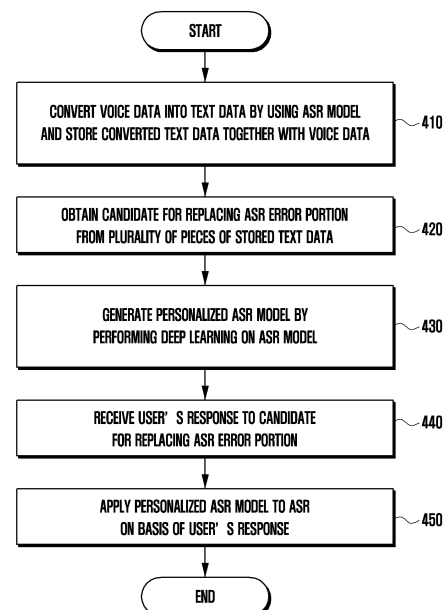 START
CONVERT VOICE DATA INTO TEXT DATA BY USING ASR MODEL
AND STORE CONVERTED TEXT DATA TOGETHER WITH VOICE DATA
410
OBTAIN CANDIDATE FOR REPLACING ASR ERROR PORTION
FROM PLURALITY OF PIECES OF STORED TEXT DATA
420
GENERATE PERSONALIZED ASR MODEL BY
PERFORMING DEEP LEARNING ON ASR MODEL
430
RECEIVE USER' S RESPONSE TO CANDIDATE
FOR REPLACING ASR ERROR PORTION
440
APPLY PERSONALIZED ASR MODEL TO ASR
ON BASIS OF USER' S RESPONSE
450
END